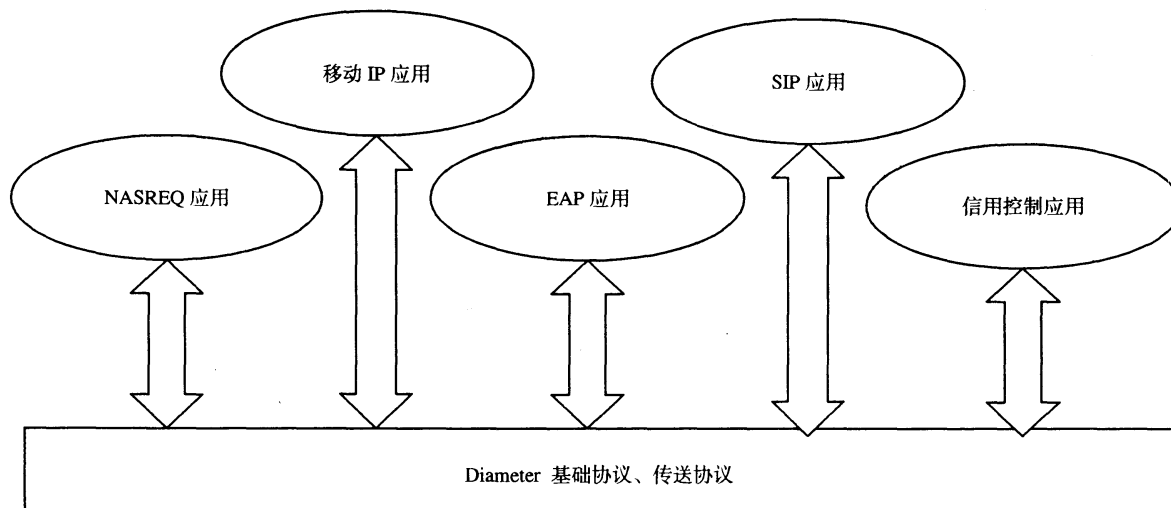 移动 IP 应用
SIP 应用
NASREQ 应用
EAP 应用
信用控制应用
Diameter 基础协议、传送协议